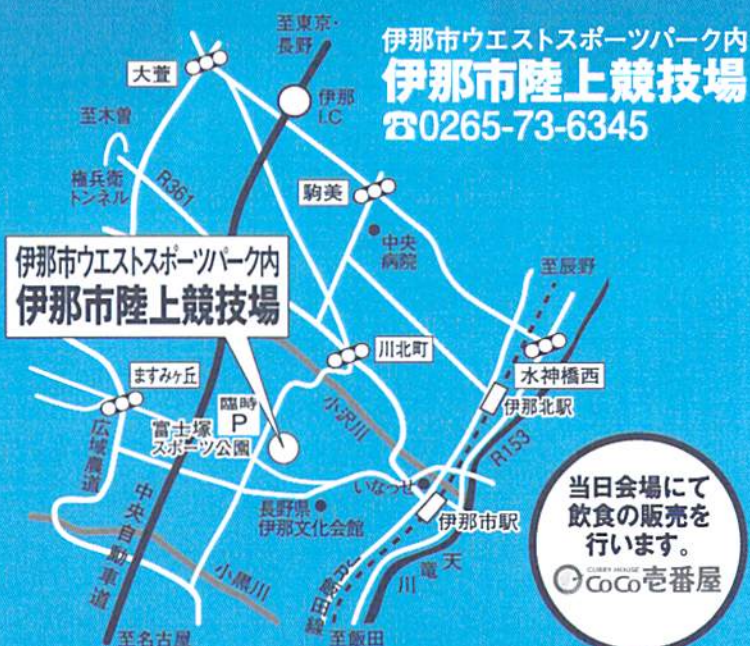 至東京・
長野
伊那市ウエストスポーツパーク内
伊那市陸上競技場
☎0265-73-6345
大萱
伊那
I.C
至木曽
権兵衛
トンネル
R361
駒美
中央
病院
至辰野
伊那市ウエストスポーツパーク内
伊那市陸上競技場
川北町
水神橋西
ますみヶ丘
臨時
P
小沢川
伊那北駅
富士塚
スポーツ公園
広域農道
R153
いなっせ
長野県
伊那文化会館
伊那市駅
中央自動車道
小黒川
JR飯田線
天竜川
至名古屋
至飯田
当日会場にて
飲食の販売を
行います。
CURRY HOUSE
CoCo壱番屋